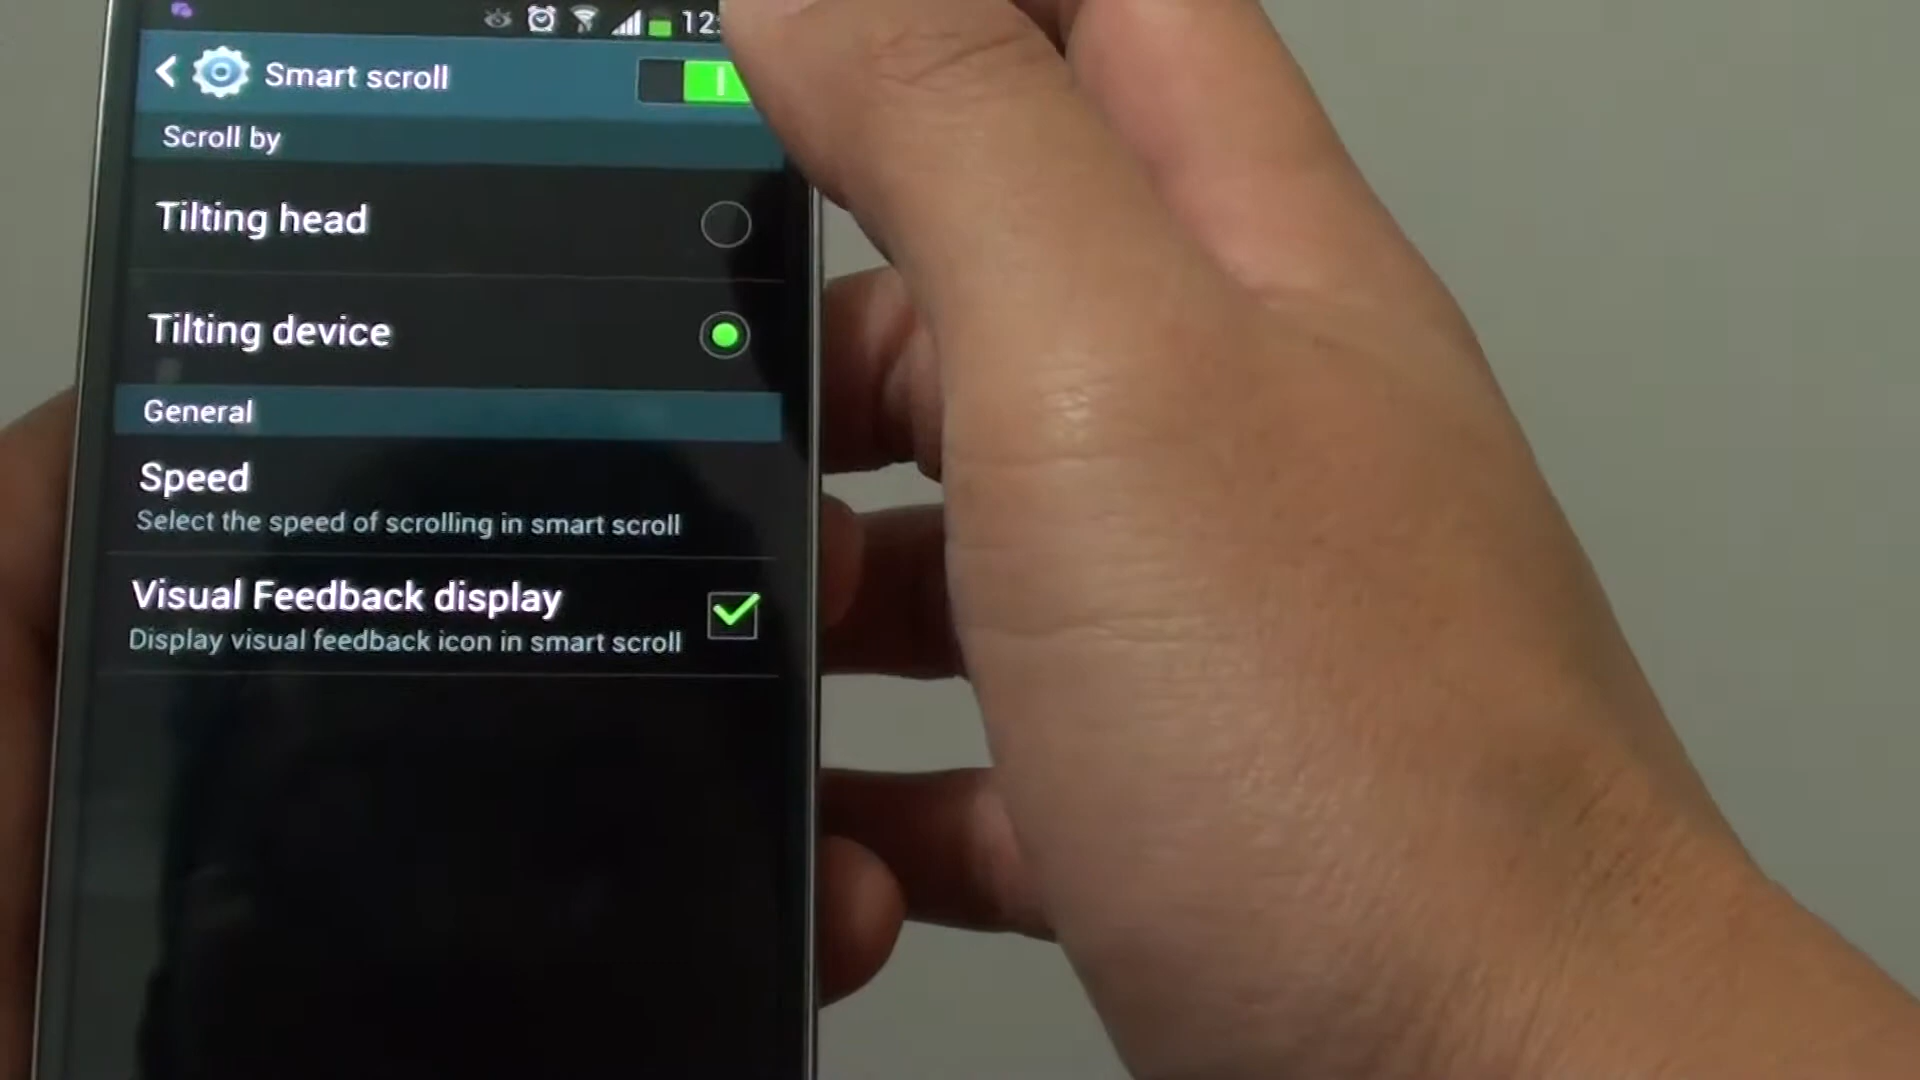 12:
Smart scroll
Scroll by
Tilting head
Tilting device
General
Speed
Select the speed of scrolling in smart scroll
Visual Feedback display
Display visual feedback icon in smart scroll